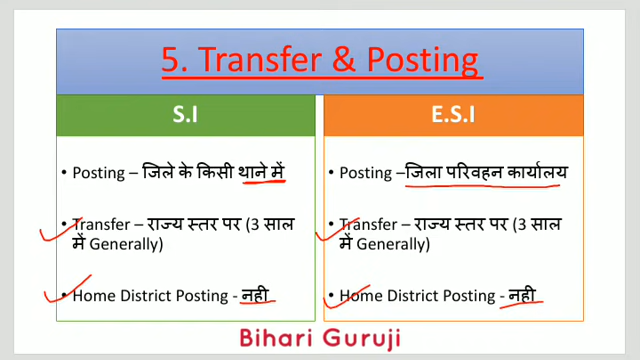 5. Transfer & Posting
S.I
• Posting – जिले के किसी थाने में
• Transfer – राज्य स्तर पर (3 साल
में Generally)
• Home District Posting - नही
E.S.I
• Posting –जिला परिवहन कार्यालय
• Transfer – राज्य स्तर पर (3 साल
में Generally)
• Home District Posting - नही
Bihari Guruji